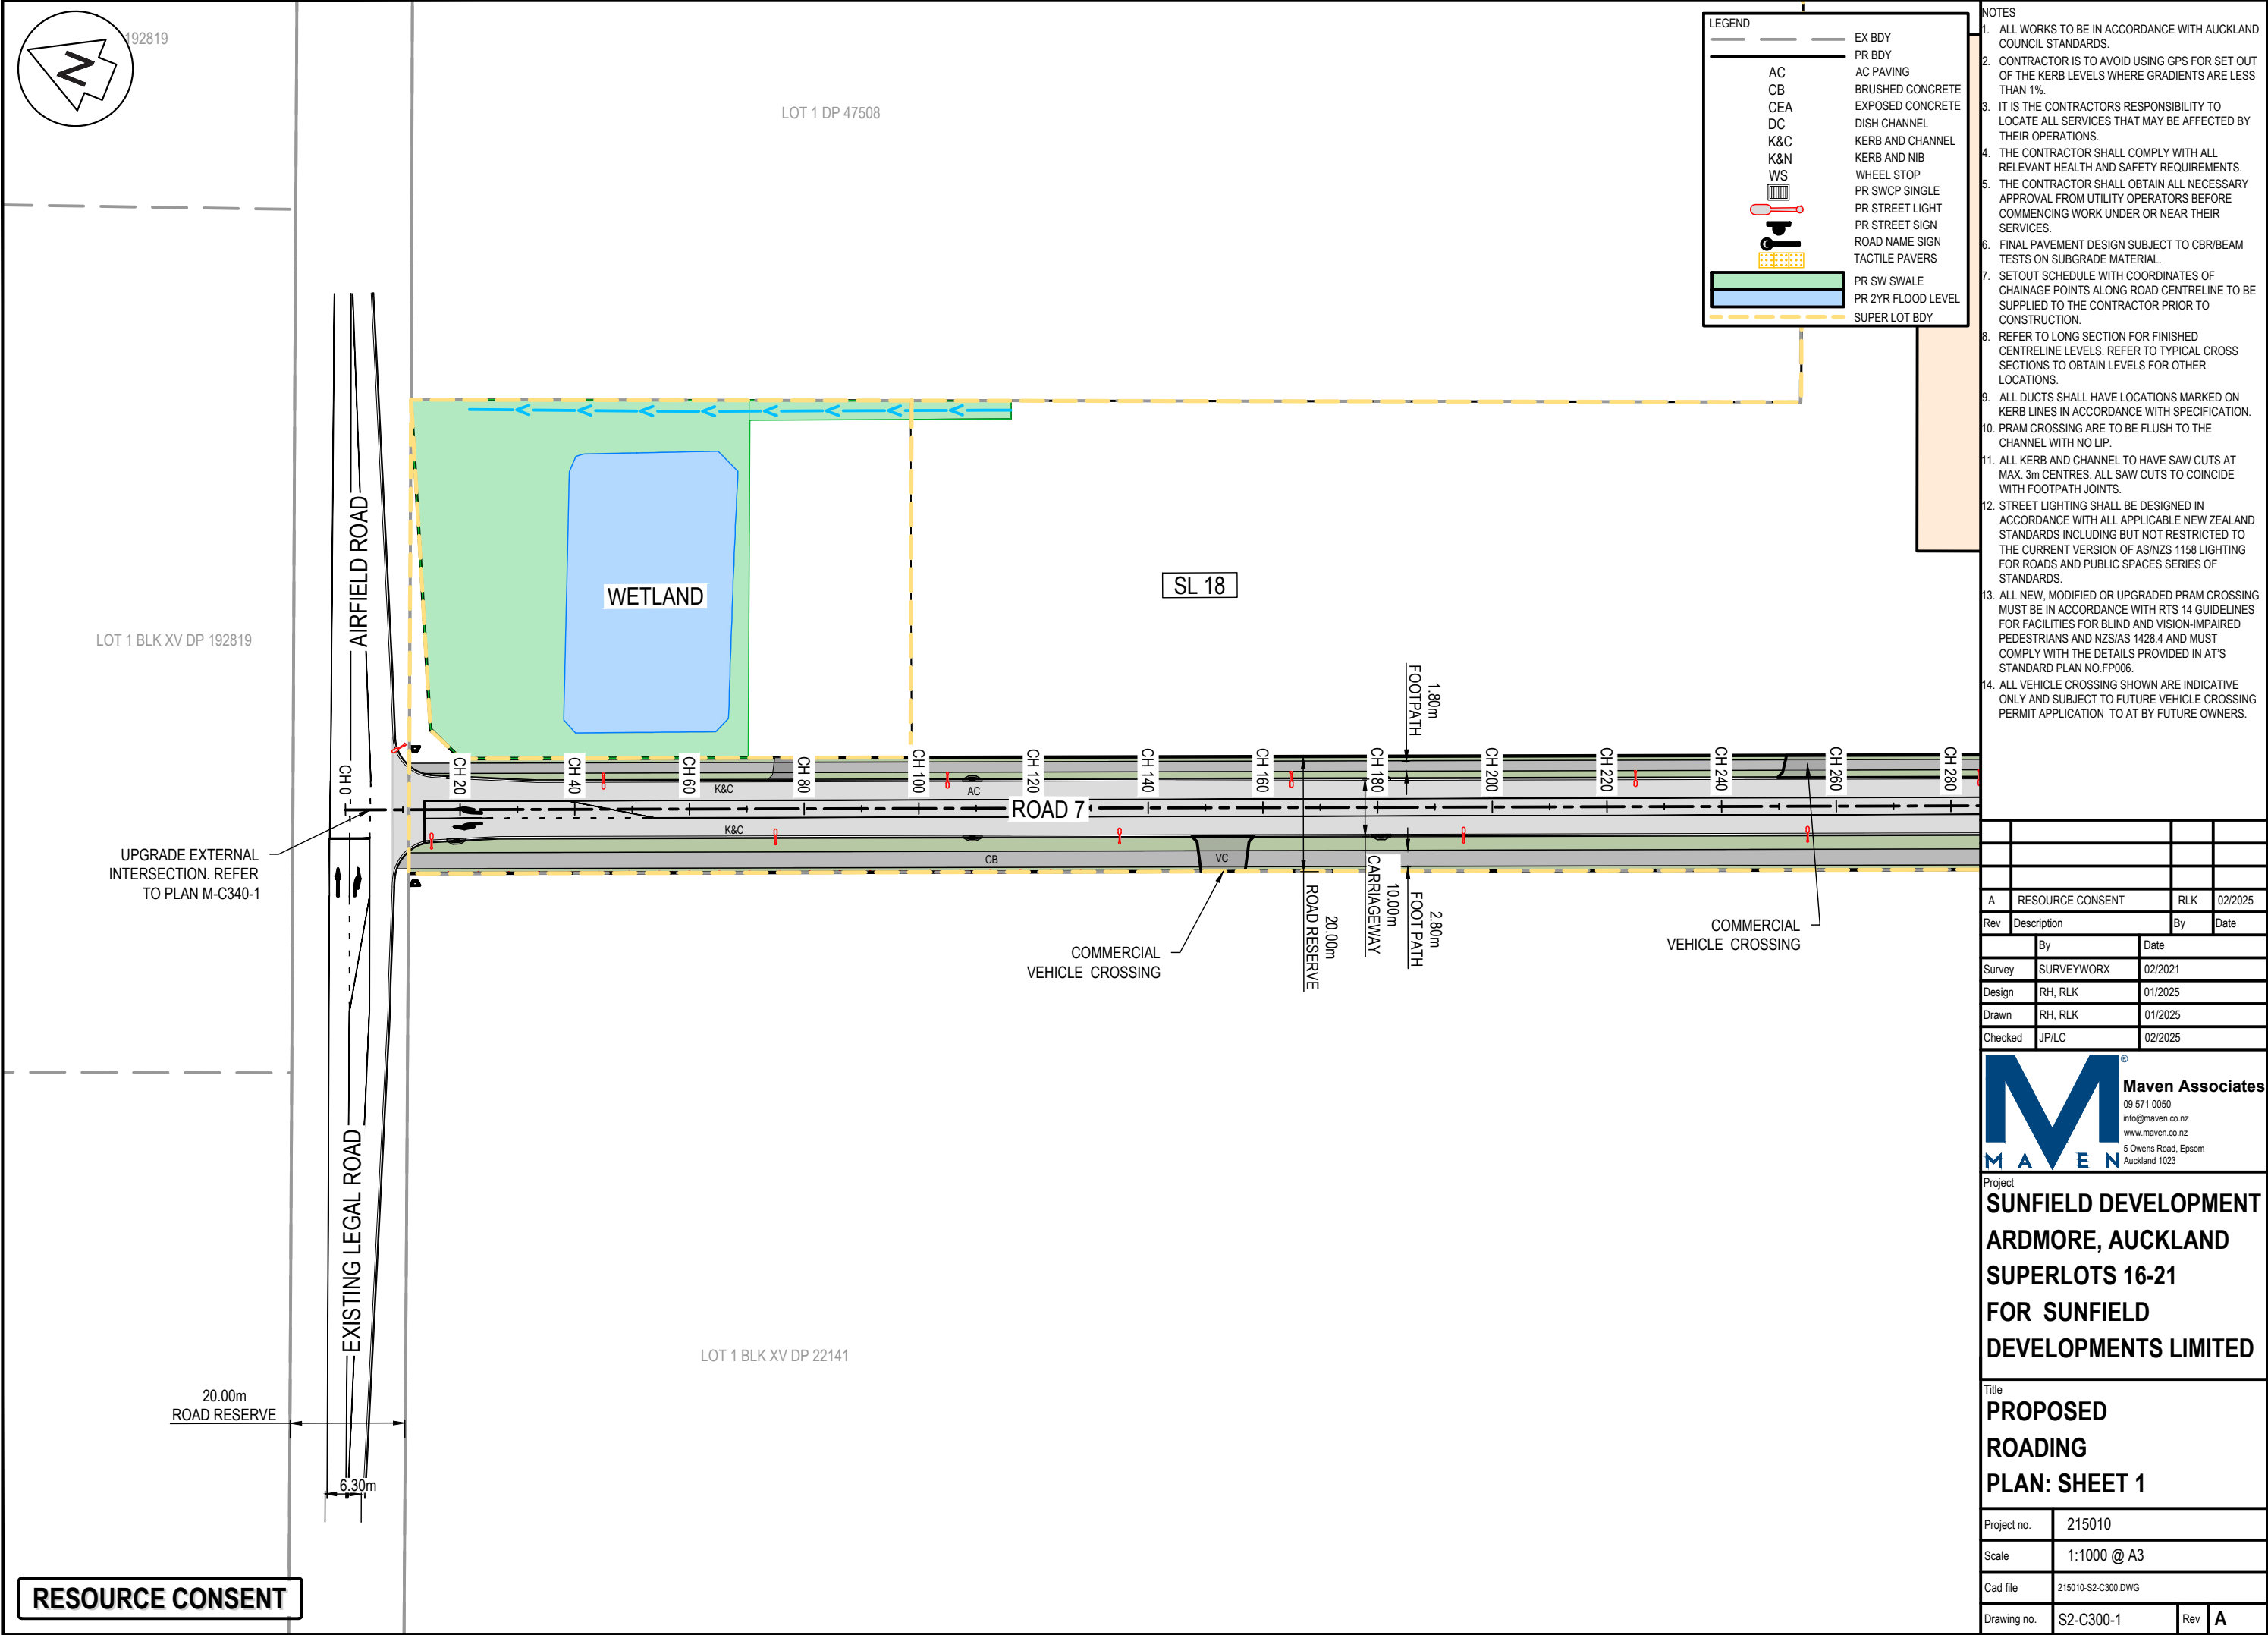 N
192819
LOT 1 DP 47508
LEGEND
EX BDY
PR BDY
AC AC PAVING
CB BRUSHED CONCRETE
CEA EXPOSED CONCRETE
DC DISH CHANNEL
K&C KERB AND CHANNEL
K&N KERB AND NIB
WS WHEEL STOP
PR SWCP SINGLE
PR STREET LIGHT
PR STREET SIGN
ROAD NAME SIGN
TACTILE PAVERS
PR SW SWALE
PR 2YR FLOOD LEVEL
SUPER LOT BDY
AIRFIELD ROAD
WETLAND
SL 18
LOT 1 BLK XV DP 192819
1.80m
FOOTPATH
CH 0
CH 20
CH 40
CH 60
CH 80
CH 100
CH 120
CH 140
CH 160
CH 180
CH 200
CH 220
CH 240
CH 260
CH 280
K&C
AC
ROAD 7
K&C
CB
VC
UPGRADE EXTERNAL
INTERSECTION. REFER
TO PLAN M-C340-1
COMMERCIAL
VEHICLE CROSSING
20.00m
ROAD RESERVE
10.00m
CARRIAGEWAY
2.80m
FOOT PATH
COMMERCIAL
VEHICLE CROSSING
EXISTING LEGAL ROAD
LOT 1 BLK XV DP 22141
20.00m
ROAD RESERVE
6.30m
RESOURCE CONSENT
NOTES
1. ALL WORKS TO BE IN ACCORDANCE WITH AUCKLAND
COUNCIL STANDARDS.
2. CONTRACTOR IS TO AVOID USING GPS FOR SET OUT
OF THE KERB LEVELS WHERE GRADIENTS ARE LESS
THAN 1%.
3. IT IS THE CONTRACTORS RESPONSIBILITY TO
LOCATE ALL SERVICES THAT MAY BE AFFECTED BY
THEIR OPERATIONS.
4. THE CONTRACTOR SHALL COMPLY WITH ALL
RELEVANT HEALTH AND SAFETY REQUIREMENTS.
5. THE CONTRACTOR SHALL OBTAIN ALL NECESSARY
APPROVAL FROM UTILITY OPERATORS BEFORE
COMMENCING WORK UNDER OR NEAR THEIR
SERVICES.
6. FINAL PAVEMENT DESIGN SUBJECT TO CBR/BEAM
TESTS ON SUBGRADE MATERIAL.
7. SETOUT SCHEDULE WITH COORDINATES OF
CHAINAGE POINTS ALONG ROAD CENTRELINE TO BE
SUPPLIED TO THE CONTRACTOR PRIOR TO
CONSTRUCTION.
8. REFER TO LONG SECTION FOR FINISHED
CENTRELINE LEVELS. REFER TO TYPICAL CROSS
SECTIONS TO OBTAIN LEVELS FOR OTHER
LOCATIONS.
9. ALL DUCTS SHALL HAVE LOCATIONS MARKED ON
KERB LINES IN ACCORDANCE WITH SPECIFICATION.
10. PRAM CROSSING ARE TO BE FLUSH TO THE
CHANNEL WITH NO LIP.
11. ALL KERB AND CHANNEL TO HAVE SAW CUTS AT
MAX. 3m CENTRES. ALL SAW CUTS TO COINCIDE
WITH FOOTPATH JOINTS.
12. STREET LIGHTING SHALL BE DESIGNED IN
ACCORDANCE WITH ALL APPLICABLE NEW ZEALAND
STANDARDS INCLUDING BUT NOT RESTRICTED TO
THE CURRENT VERSION OF AS/NZS 1158 LIGHTING
FOR ROADS AND PUBLIC SPACES SERIES OF
STANDARDS.
13. ALL NEW, MODIFIED OR UPGRADED PRAM CROSSING
MUST BE IN ACCORDANCE WITH RTS 14 GUIDELINES
FOR FACILITIES FOR BLIND AND VISION-IMPAIRED
PEDESTRIANS AND NZS/AS 1428.4 AND MUST
COMPLY WITH THE DETAILS PROVIDED IN AT'S
STANDARD PLAN NO.FP006.
14. ALL VEHICLE CROSSING SHOWN ARE INDICATIVE
ONLY AND SUBJECT TO FUTURE VEHICLE CROSSING
PERMIT APPLICATION TO AT BY FUTURE OWNERS.
A RESOURCE CONSENT RLK 02/2025
Rev Description By Date
By Date
Survey SURVEYWORX 02/2021
Design RH, RLK 01/2025
Drawn RH, RLK 01/2025
Checked JP/LC 02/2025
®
MAVEN
Maven Associates
09 571 0050
info@maven.co.nz
www.maven.co.nz
5 Owens Road, Epsom
Auckland 1023
Project
SUNFIELD DEVELOPMENT
ARDMORE, AUCKLAND
SUPERLOTS 16-21
FOR SUNFIELD
DEVELOPMENTS LIMITED
Title
PROPOSED
ROADING
PLAN: SHEET 1
Project no. 215010
Scale 1:1000 @ A3
Cad file 215010-S2-C300.DWG
Drawing no. S2-C300-1 Rev A